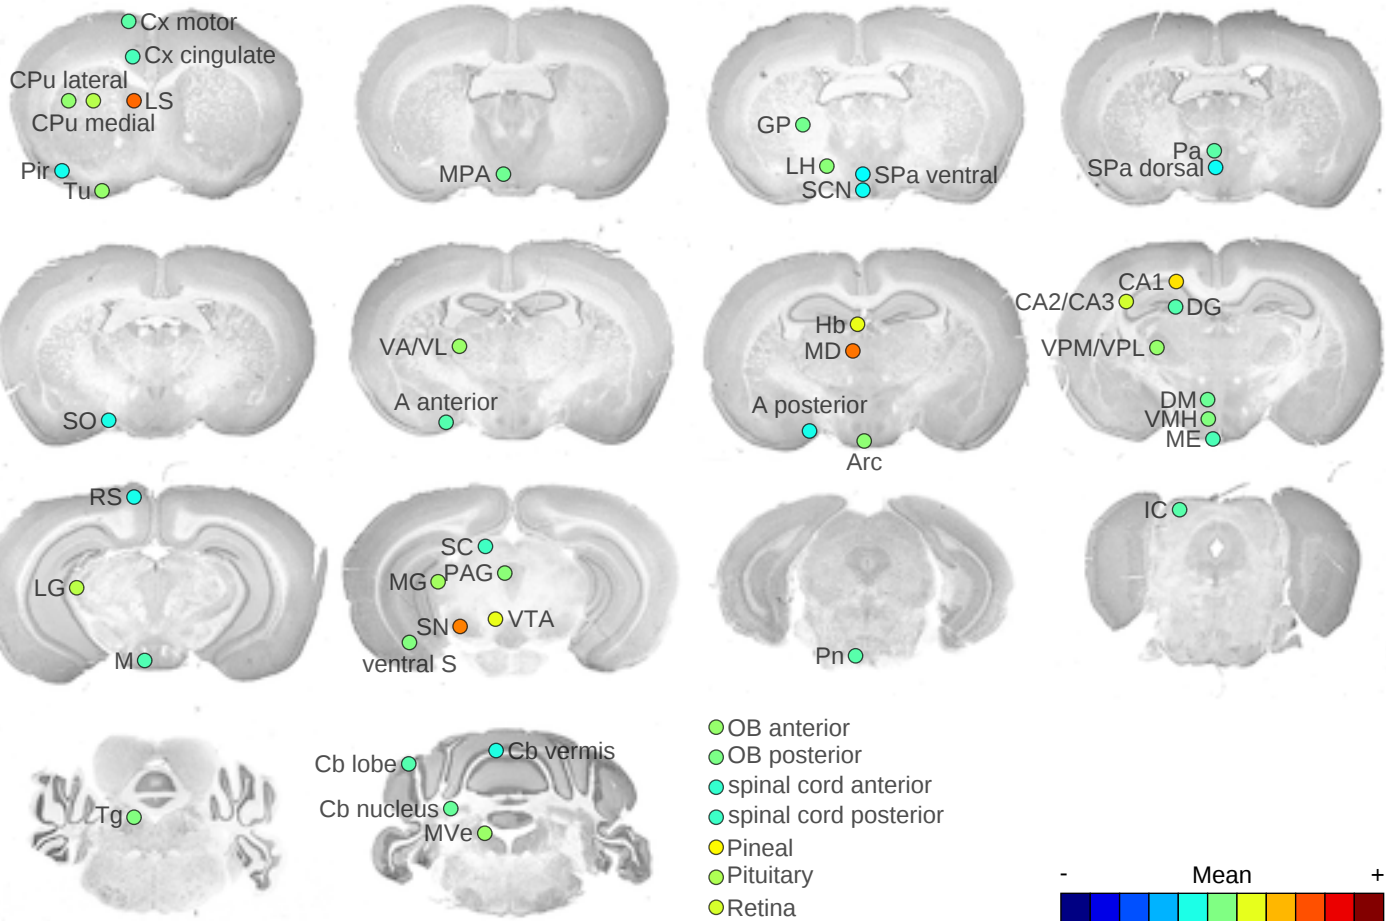 Cx motor
Cx cingulate
CPu lateral
LS
CPu medial
Pir
Tu
MPA
GP
LH
SPa ventral
SCN
Pa
SPa dorsal
SO
VA/VL
A anterior
Hb
MD
A posterior
Arc
CA1
CA2/CA3
DG
VPM/VPL
DM
VMH
ME
RS
LG
M
SC
MG
PAG
SN
VTA
ventral S
Pn
IC
Tg
Cb lobe
Cb vermis
Cb nucleus
MVe
OB anterior
OB posterior
spinal cord anterior
spinal cord posterior
Pineal
Pituitary
Retina
- Mean +